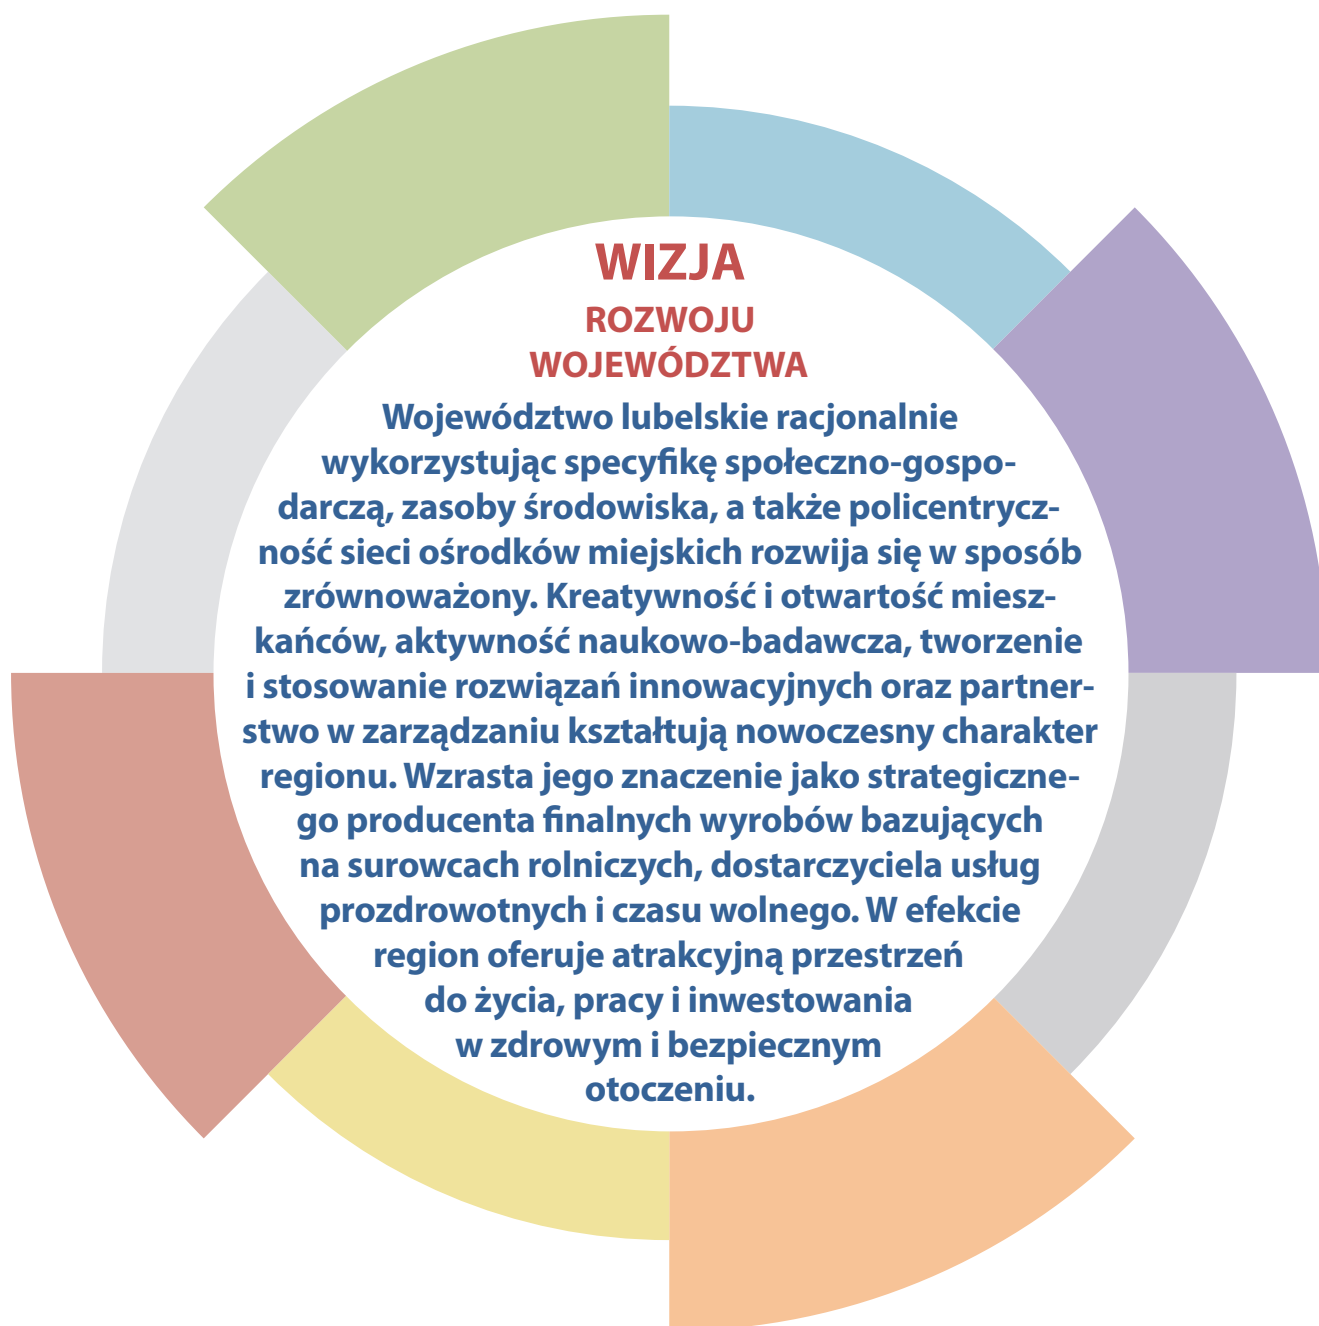 WIZJA
ROZWOJU
WOJEWÓDZTWA
Województwo lubelskie racjonalnie
wykorzystując specyfikę społeczno-gospo-
darczą, zasoby środowiska, a także policentrycz-
ność sieci ośrodków miejskich rozwija się w sposób
zrównoważony. Kreatywność i otwartość miesz-
kańców, aktywność naukowo-badawcza, tworzenie
i stosowanie rozwiązań innowacyjnych oraz partner-
stwo w zarządzaniu kształtują nowoczesny charakter
regionu. Wzrasta jego znaczenie jako strategiczne-
go producenta finalnych wyrobów bazujących
na surowcach rolniczych, dostarczyciela usług
prozdrowotnych i czasu wolnego. W efekcie
region oferuje atrakcyjną przestrzeń
do życia, pracy i inwestowania
w zdrowym i bezpiecznym
otoczeniu.